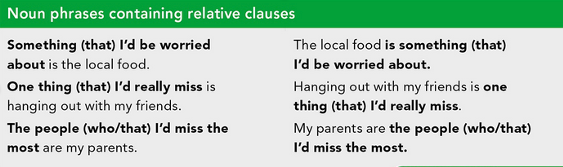 Noun phrases containing relative clauses
Something (that) I'd be worried
about is the local food.
One thing (that) I'd really miss is
hanging out with my friends.
The people (who/that) I'd miss the
most are my parents.
The local food is something (that)
I'd be worried about.
Hanging out with my friends is one
thing (that) I'd really miss.
My parents are the people (who/that)
I'd miss the most.